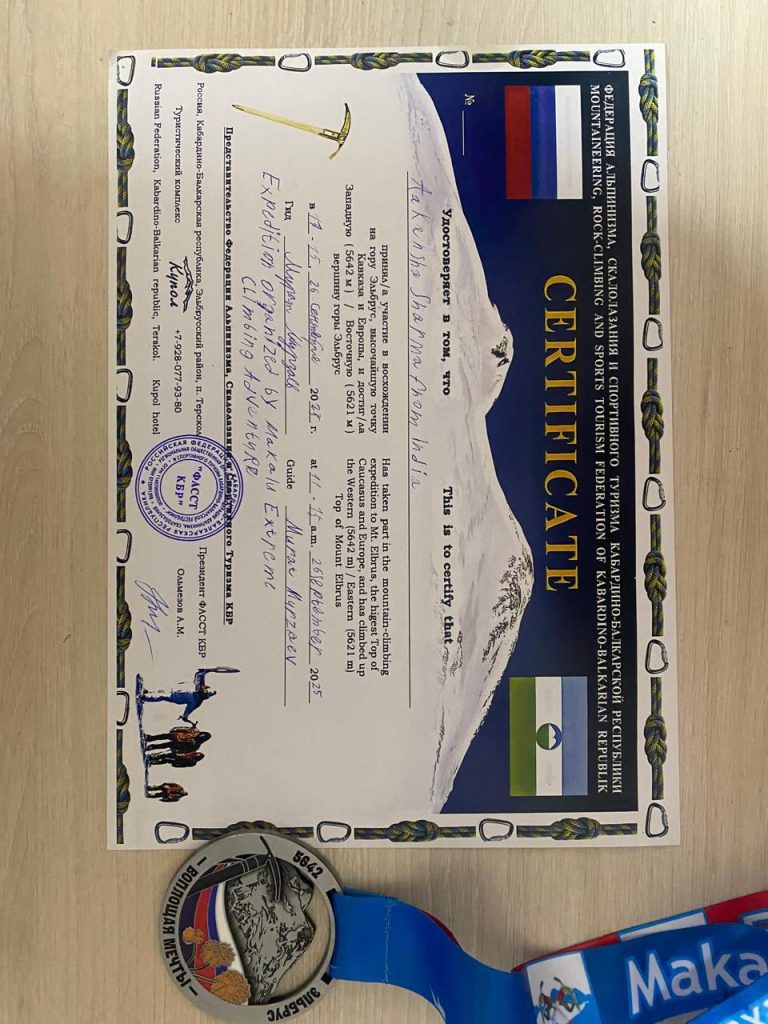 ФЕДЕРАЦИЯ АЛЬПИНИЗМА, СКАЛОЛАЗАНИЯ И СПОРТИВНОГО ТУРИЗМА КАБАРДИНО-БАЛКАРСКОЙ РЕСПУБЛИКИ
MOUNTAINEERING, ROCK-CLIMBING AND SPORTS TOURISM FEDERATION OF KABARDINO-BALKARIAN REPUBLIK
CERTIFICATE
№
Удостоверяет в том, что
This is to certify that
Aakensha Sharma from India
принял/а участие в восхождении
на гору Эльбрус, высочайшую точку
Кавказа и Европы, и достиг/ла
Западную (5642 м) / Восточную (5621 м)
вершину горы Эльбрус
Has taken part in the mountain-climbing
expedition to Mt. Elbrus, the higest Top of
Caucasus and Europe, and has climbed up
the Western (5642 m) / Eastern (5621 m)
Top of Mount Elbrus
в 11-15, 26 сентября 2025 г.
at 11-15 a.m. 26 september 2025
Гид Мурат Мурзаев
Guide Murat Murzaev
Expedition organized by Makalu Extreme
Climbing Adventure
Представительство Федерации Альпинизма, Скалолазания и Спортивного Туризма КБР
Россия, Кабардино-Балкарская республика, Эльбрусский район, п. Терскол
Президент ФАССТ КБР
Туристический комплекс Купол +7-928-077-93-80
Ольмезов А.М.
Russian Federation, Kabardino-Balkarian republic, Terskol. Kupol hotel
"ФАССТ
КБР"
5642
ЭЛЬБРУС
ВОПЛОЩАЯ МЕЧТЫ
Maka